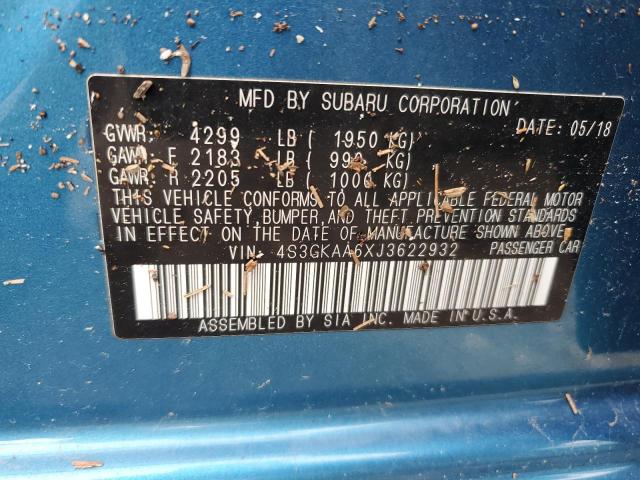 MFD BY SUBARU CORPORATION
DATE: 05/18
GVWR: 4299 LB ( 1950 KG)
GAWR: F 2183 LB ( 990 KG)
GAWR: R 2205 LB ( 1000 KG)
THIS VEHICLE CONFORMS TO ALL APPLICABLE FEDERAL MOTOR
VEHICLE SAFETY, BUMPER, AND THEFT PREVENTION STANDARDS
IN EFFECT ON THE DATE OF MANUFACTURE SHOWN ABOVE.
VIN: 4S3GKAA6XJ3622932 PASSENGER CAR
ASSEMBLED BY SIA INC. MADE IN U.S.A.